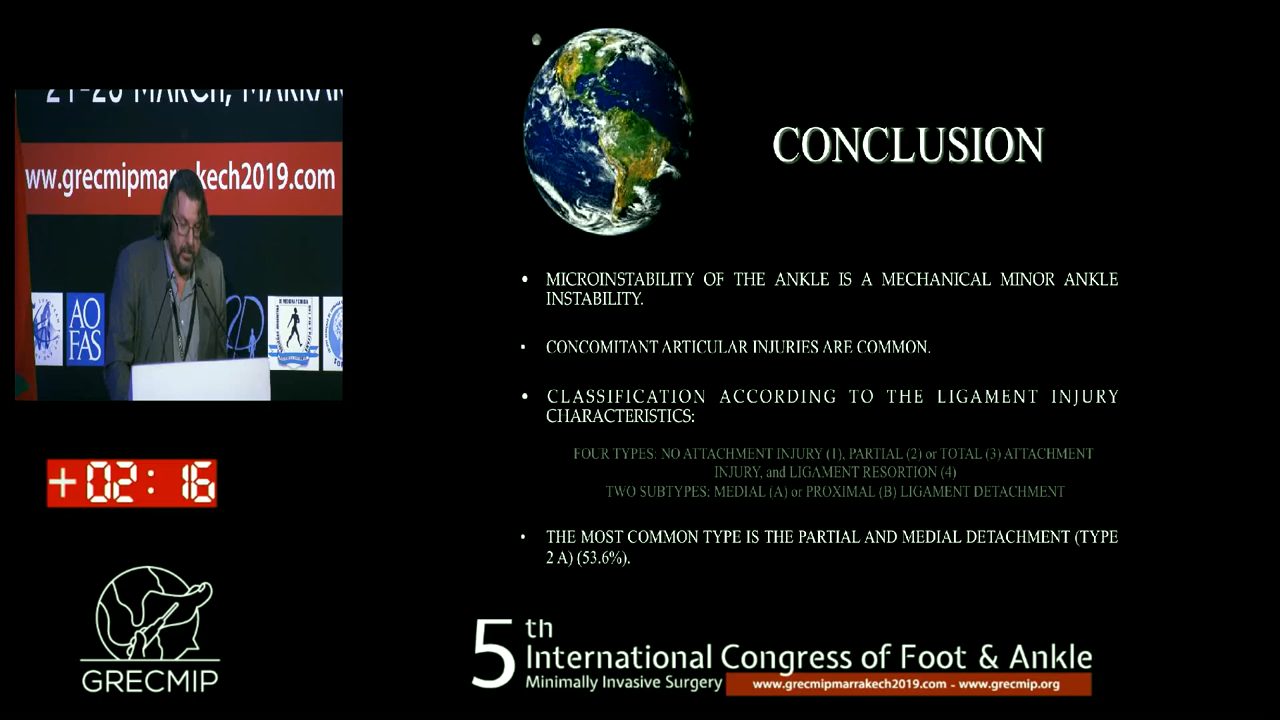 www.grecmipmarrakech2019.com
AO
FAS
+02:16
GRECMIP
CONCLUSION
• MICROINSTABILITY OF THE ANKLE IS A MECHANICAL MINOR ANKLE
INSTABILITY.
• CONCOMITANT ARTICULAR INJURIES ARE COMMON.
• CLASSIFICATION ACCORDING TO THE LIGAMENT INJURY
CHARACTERISTICS:
FOUR TYPES: NO ATTACHMENT INJURY (1), PARTIAL (2) or TOTAL (3) ATTACHMENT
INJURY, and LIGAMENT RESORTION (4)
TWO SUBTYPES: MEDIAL (A) or PROXIMAL (B) LIGAMENT DETACHMENT
• THE MOST COMMON TYPE IS THE PARTIAL AND MEDIAL DETACHMENT (TYPE
2 A) (53.6%).
5th
International Congress of Foot & Ankle
Minimally Invasive Surgery
www.grecmipmarrakech2019.com - www.grecmip.org